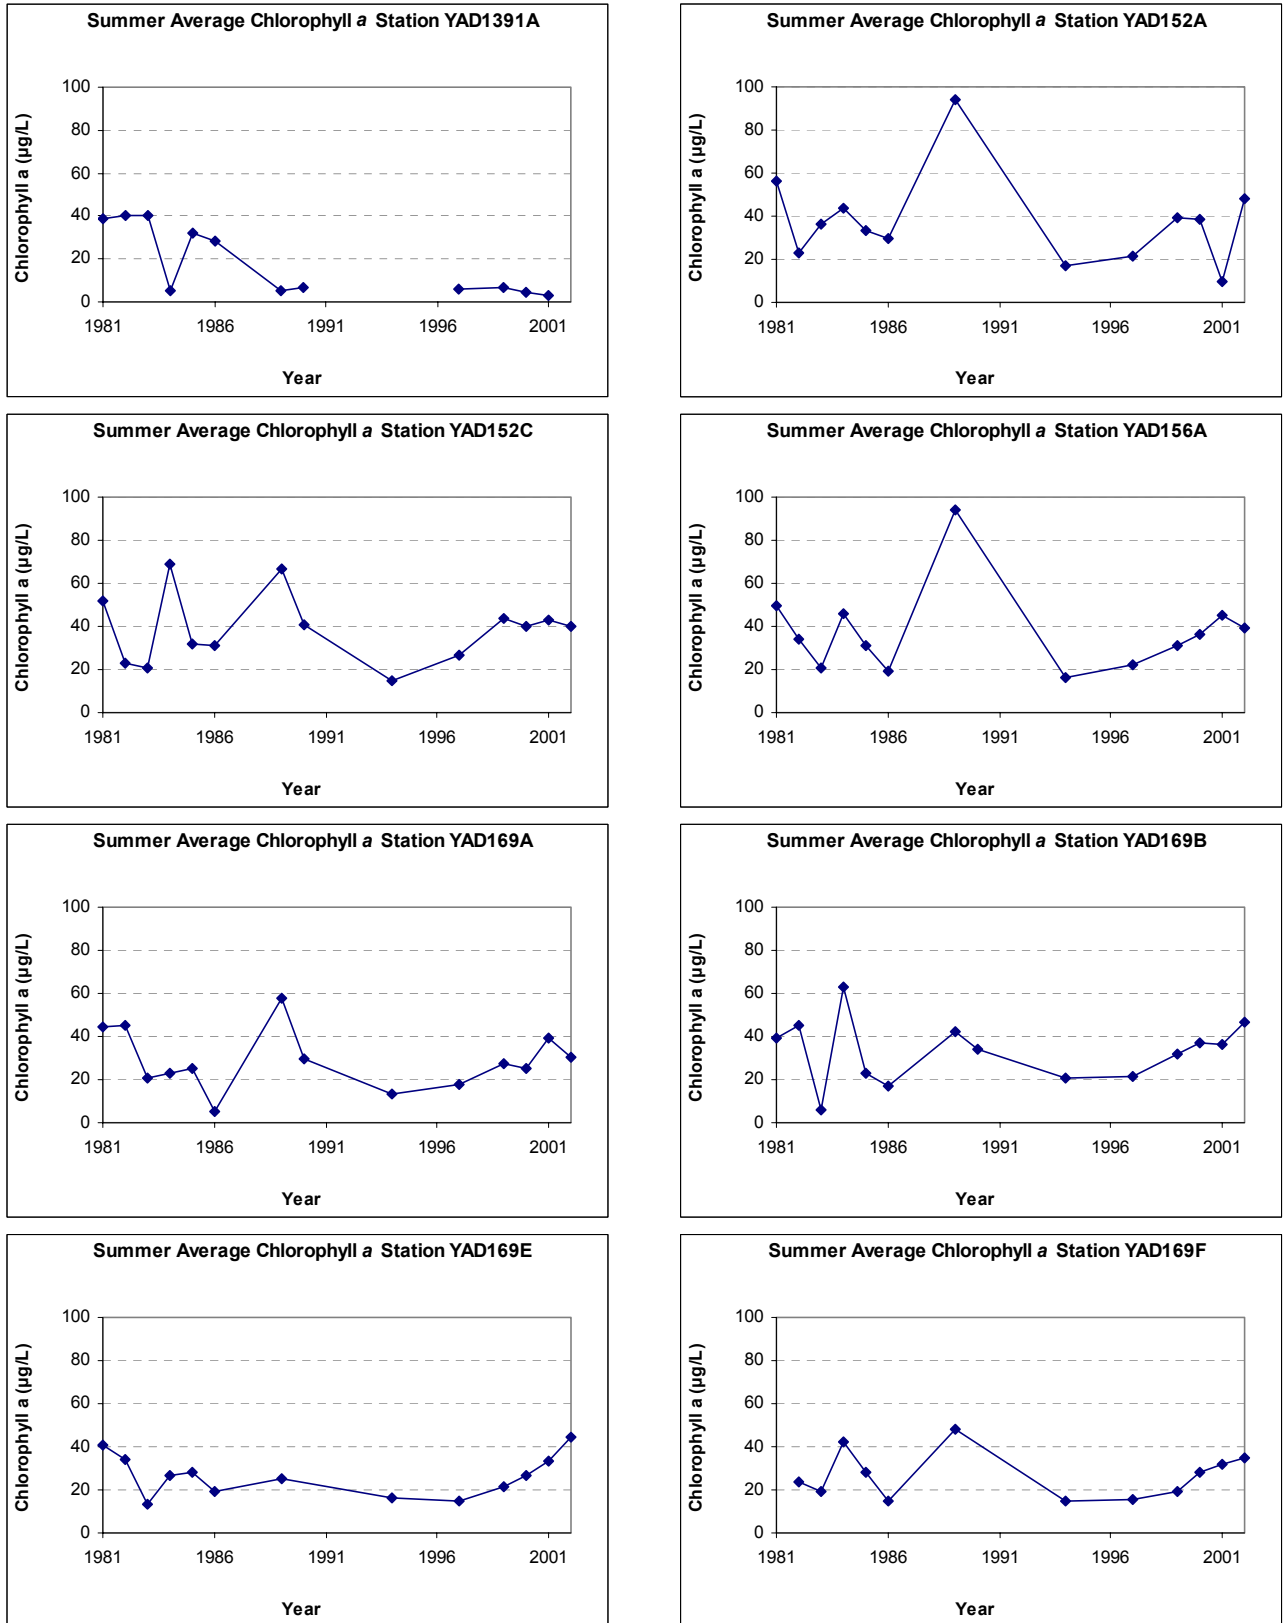 Summer Average Chlorophyll a Station YAD1391A
100
80
60
40
20
0
Chlorophyll a (µg/L)
1981 1986 1991 1996 2001
Year
Summer Average Chlorophyll a Station YAD152A
100
80
60
40
20
0
Chlorophyll a (µg/L)
1981 1986 1991 1996 2001
Year
Summer Average Chlorophyll a Station YAD152C
100
80
60
40
20
0
Chlorophyll a (µg/L)
1981 1986 1991 1996 2001
Year
Summer Average Chlorophyll a Station YAD156A
100
80
60
40
20
0
Chlorophyll a (µg/L)
1981 1986 1991 1996 2001
Year
Summer Average Chlorophyll a Station YAD169A
100
80
60
40
20
0
Chlorophyll a (µg/L)
1981 1986 1991 1996 2001
Year
Summer Average Chlorophyll a Station YAD169B
100
80
60
40
20
0
Chlorophyll a (µg/L)
1981 1986 1991 1996 2001
Year
Summer Average Chlorophyll a Station YAD169E
100
80
60
40
20
0
Chlorophyll a (µg/L)
1981 1986 1991 1996 2001
Year
Summer Average Chlorophyll a Station YAD169F
100
80
60
40
20
0
Chlorophyll a (µg/L)
1981 1986 1991 1996 2001
Year